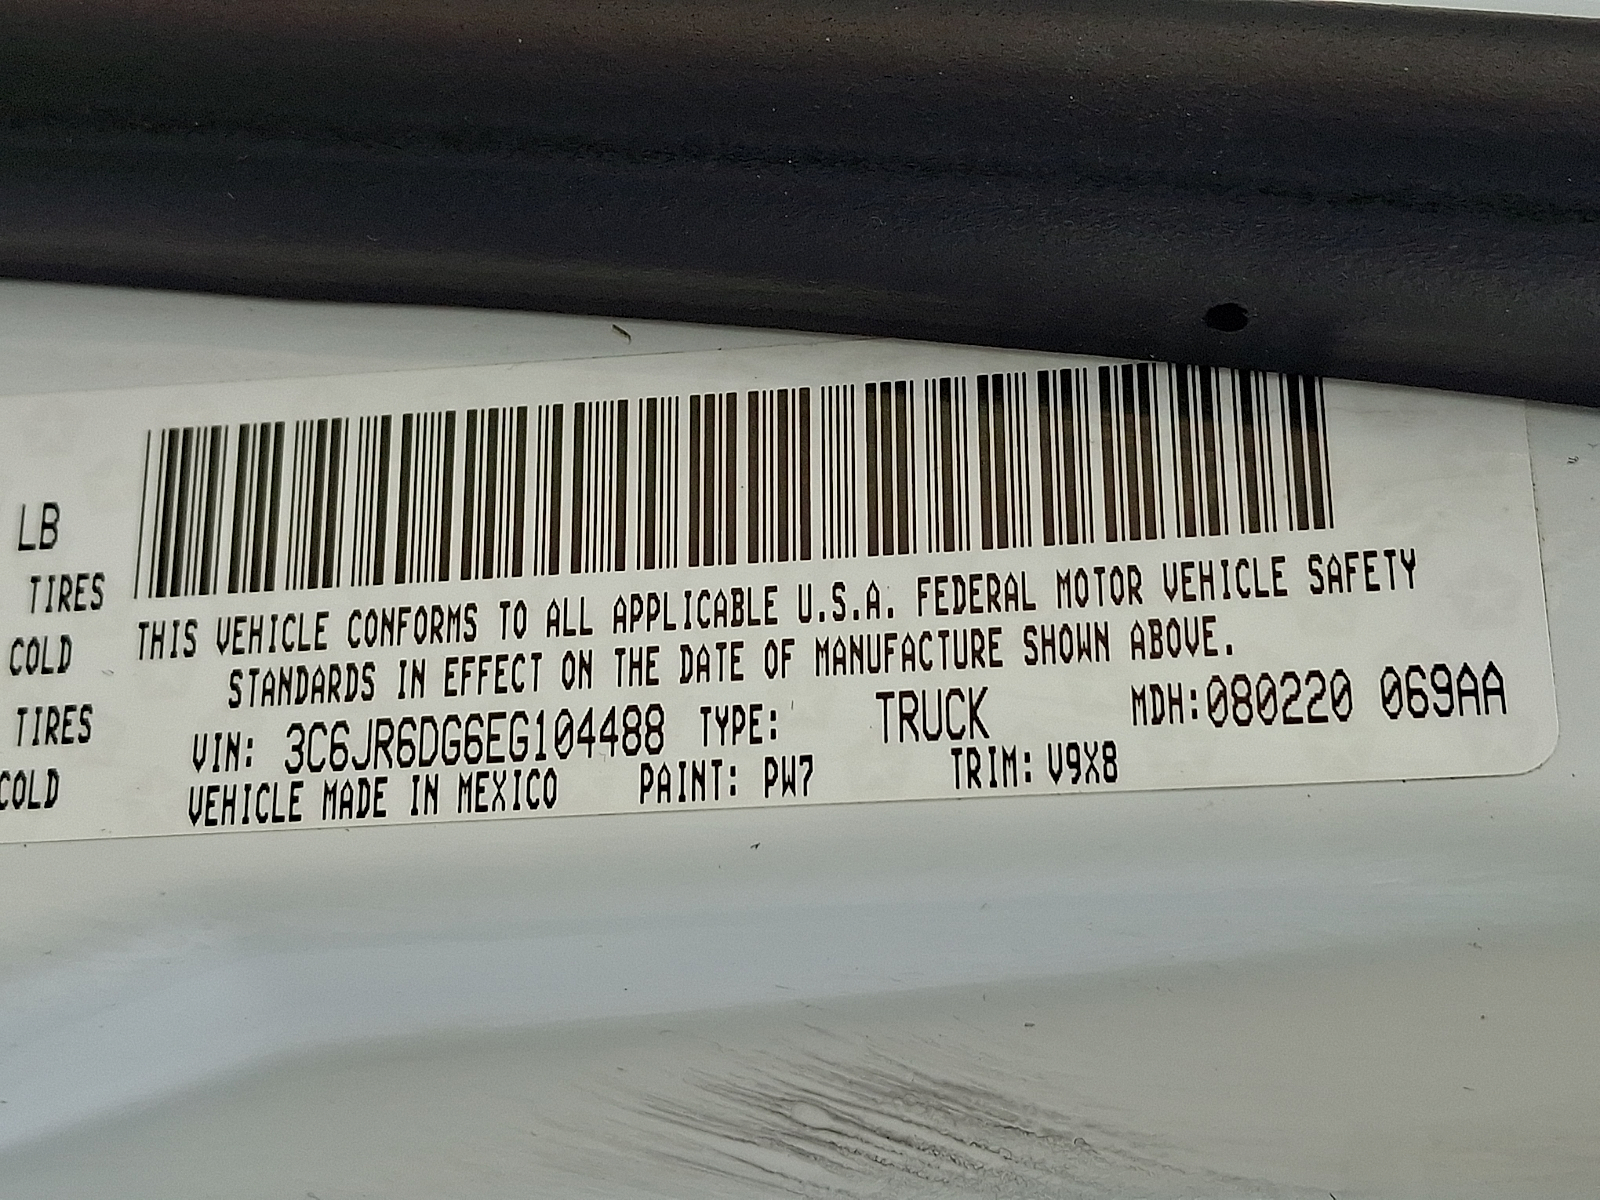 LB
TIRES
COLD
TIRES
COLD
THIS VEHICLE CONFORMS TO ALL APPLICABLE U.S.A. FEDERAL MOTOR VEHICLE SAFETY
STANDARDS IN EFFECT ON THE DATE OF MANUFACTURE SHOWN ABOVE.
VIN: 3C6JR6DG6EG104488 TYPE: TRUCK MDH:080220 069AA
VEHICLE MADE IN MEXICO PAINT: PW7 TRIM: V9X8